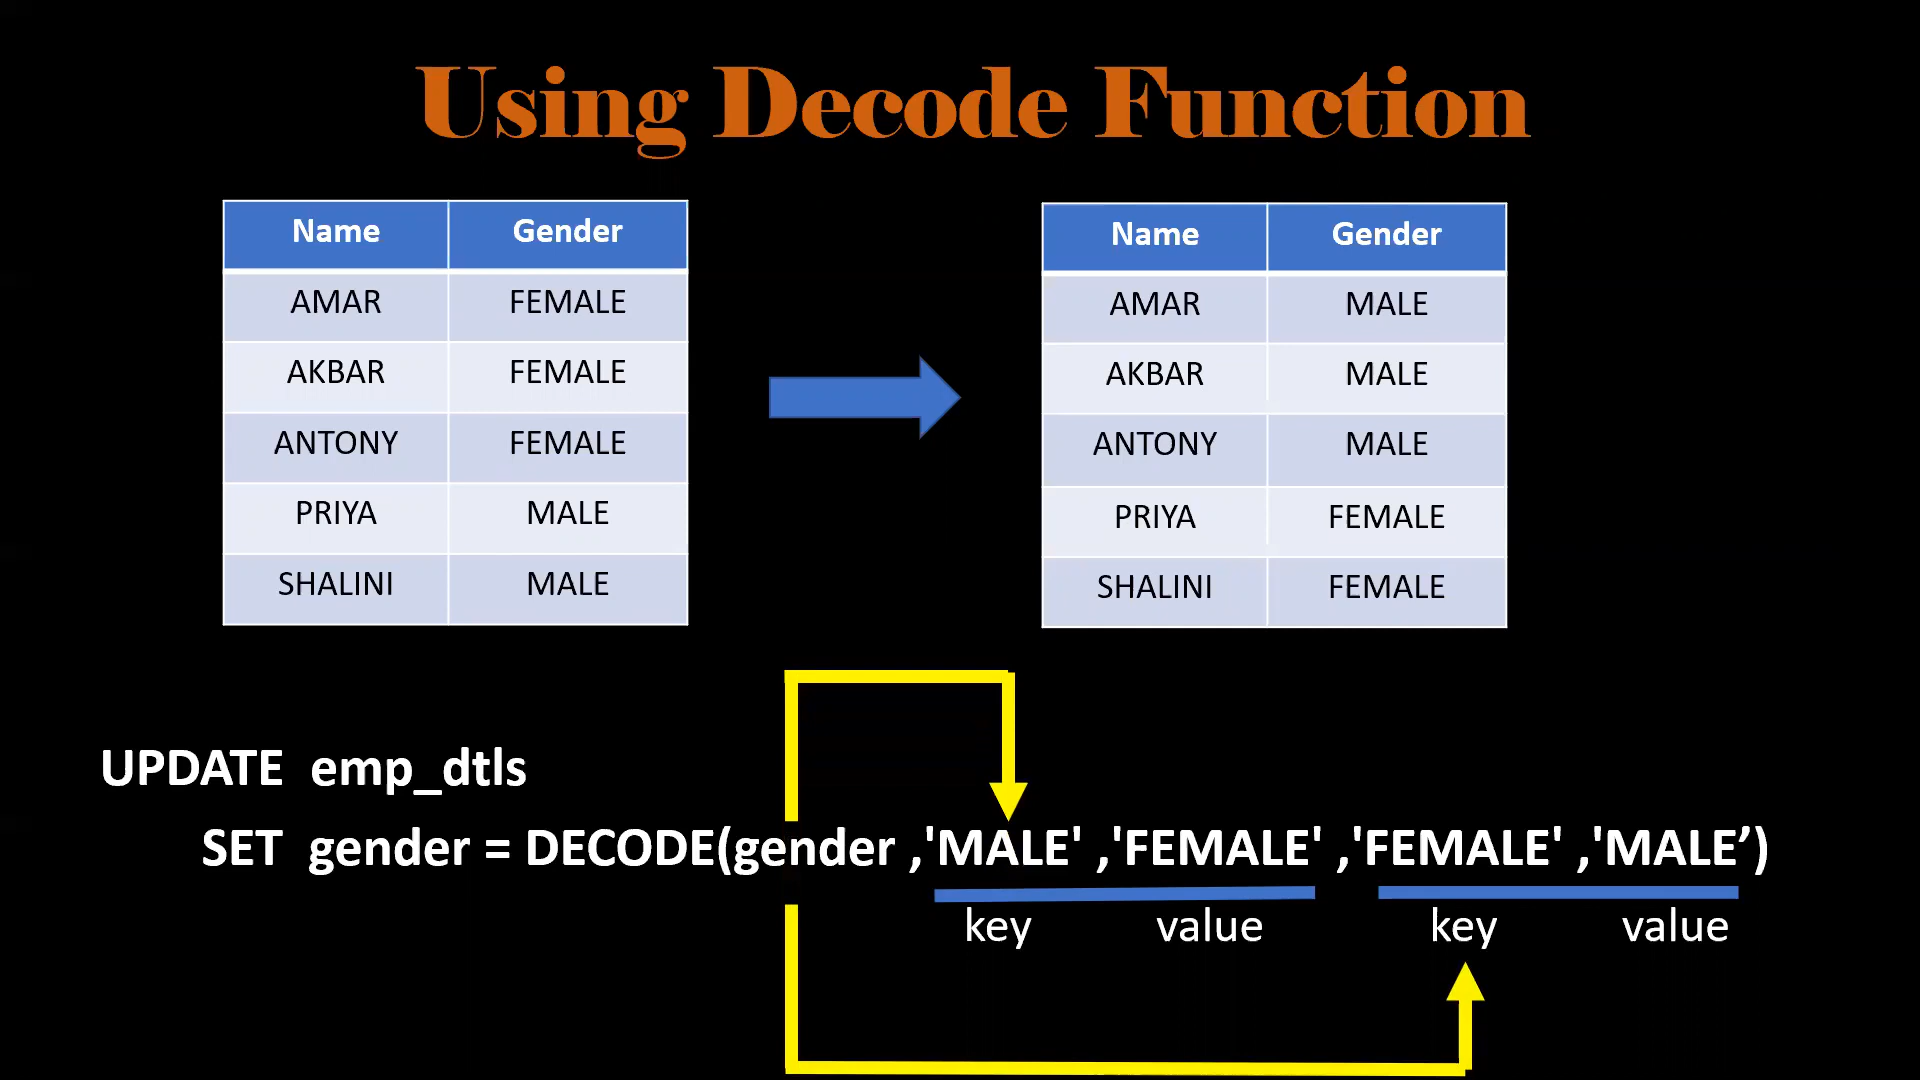 Using Decode Function
Name Gender
AMAR FEMALE
AKBAR FEMALE
ANTONY FEMALE
PRIYA MALE
SHALINI MALE
Name Gender
AMAR MALE
AKBAR MALE
ANTONY MALE
PRIYA FEMALE
SHALINI FEMALE
UPDATE emp_dtls
SET gender = DECODE(gender ,'MALE' ,'FEMALE' ,'FEMALE' ,'MALE’)
key value key value